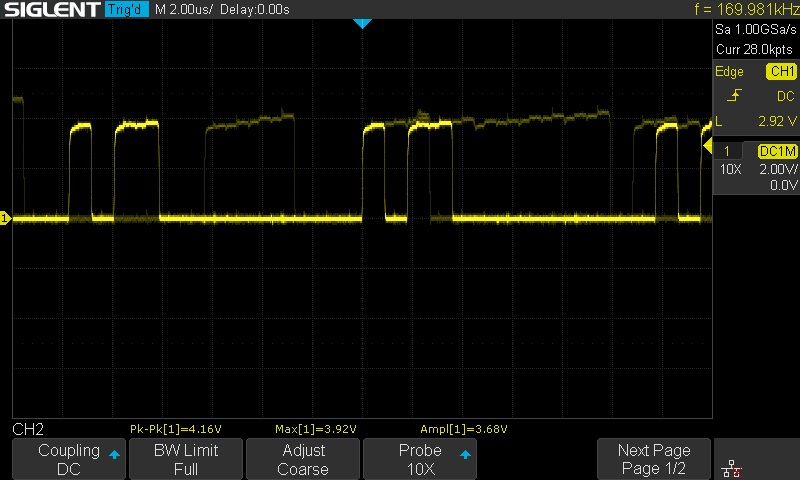 SIGLENT Trig'd M 2.00us/ Delay:0.00s f = 169.981kHz
Sa 1.00GSa/s
Curr 28.0kpts
Edge CH1
DC
L 2.92 V
1 DC1M
10X 2.00V/
0.0V
1
CH2 Pk-Pk[1]=4.16V Max[1]=3.92V Ampl[1]=3.68V
Coupling BW Limit Adjust Probe Next Page
DC Full Coarse 10X Page 1/2